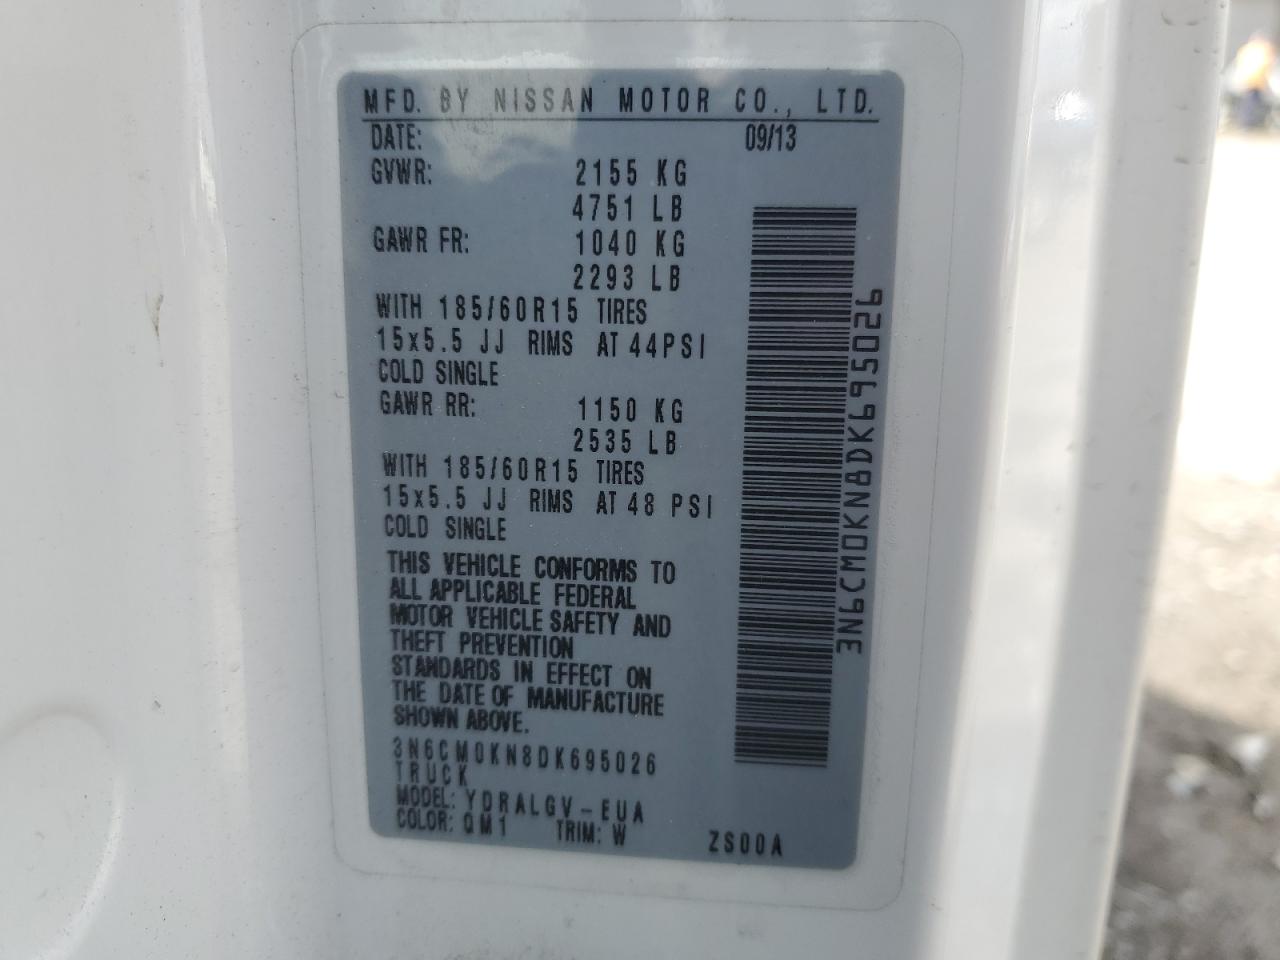 MFD. BY NISSAN MOTOR CO., LTD.
DATE: 09/13
GVWR: 2155 KG
4751 LB
GAWR FR: 1040 KG
2293 LB
WITH 185/60R15 TIRES
15x5.5 JJ RIMS AT 44PSI
COLD SINGLE
GAWR RR: 1150 KG
2535 LB
WITH 185/60R15 TIRES
15x5.5 JJ RIMS AT 48 PSI
COLD SINGLE
THIS VEHICLE CONFORMS TO
ALL APPLICABLE FEDERAL
MOTOR VEHICLE SAFETY AND
THEFT PREVENTION
STANDARDS IN EFFECT ON
THE DATE OF MANUFACTURE
SHOWN ABOVE.
3N6CM0KN8DK695026
TRUCK
MODEL: YDRALGV-EUA
COLOR: QM1 TRIM: W ZS00A
3N6CM0KN8DK695026